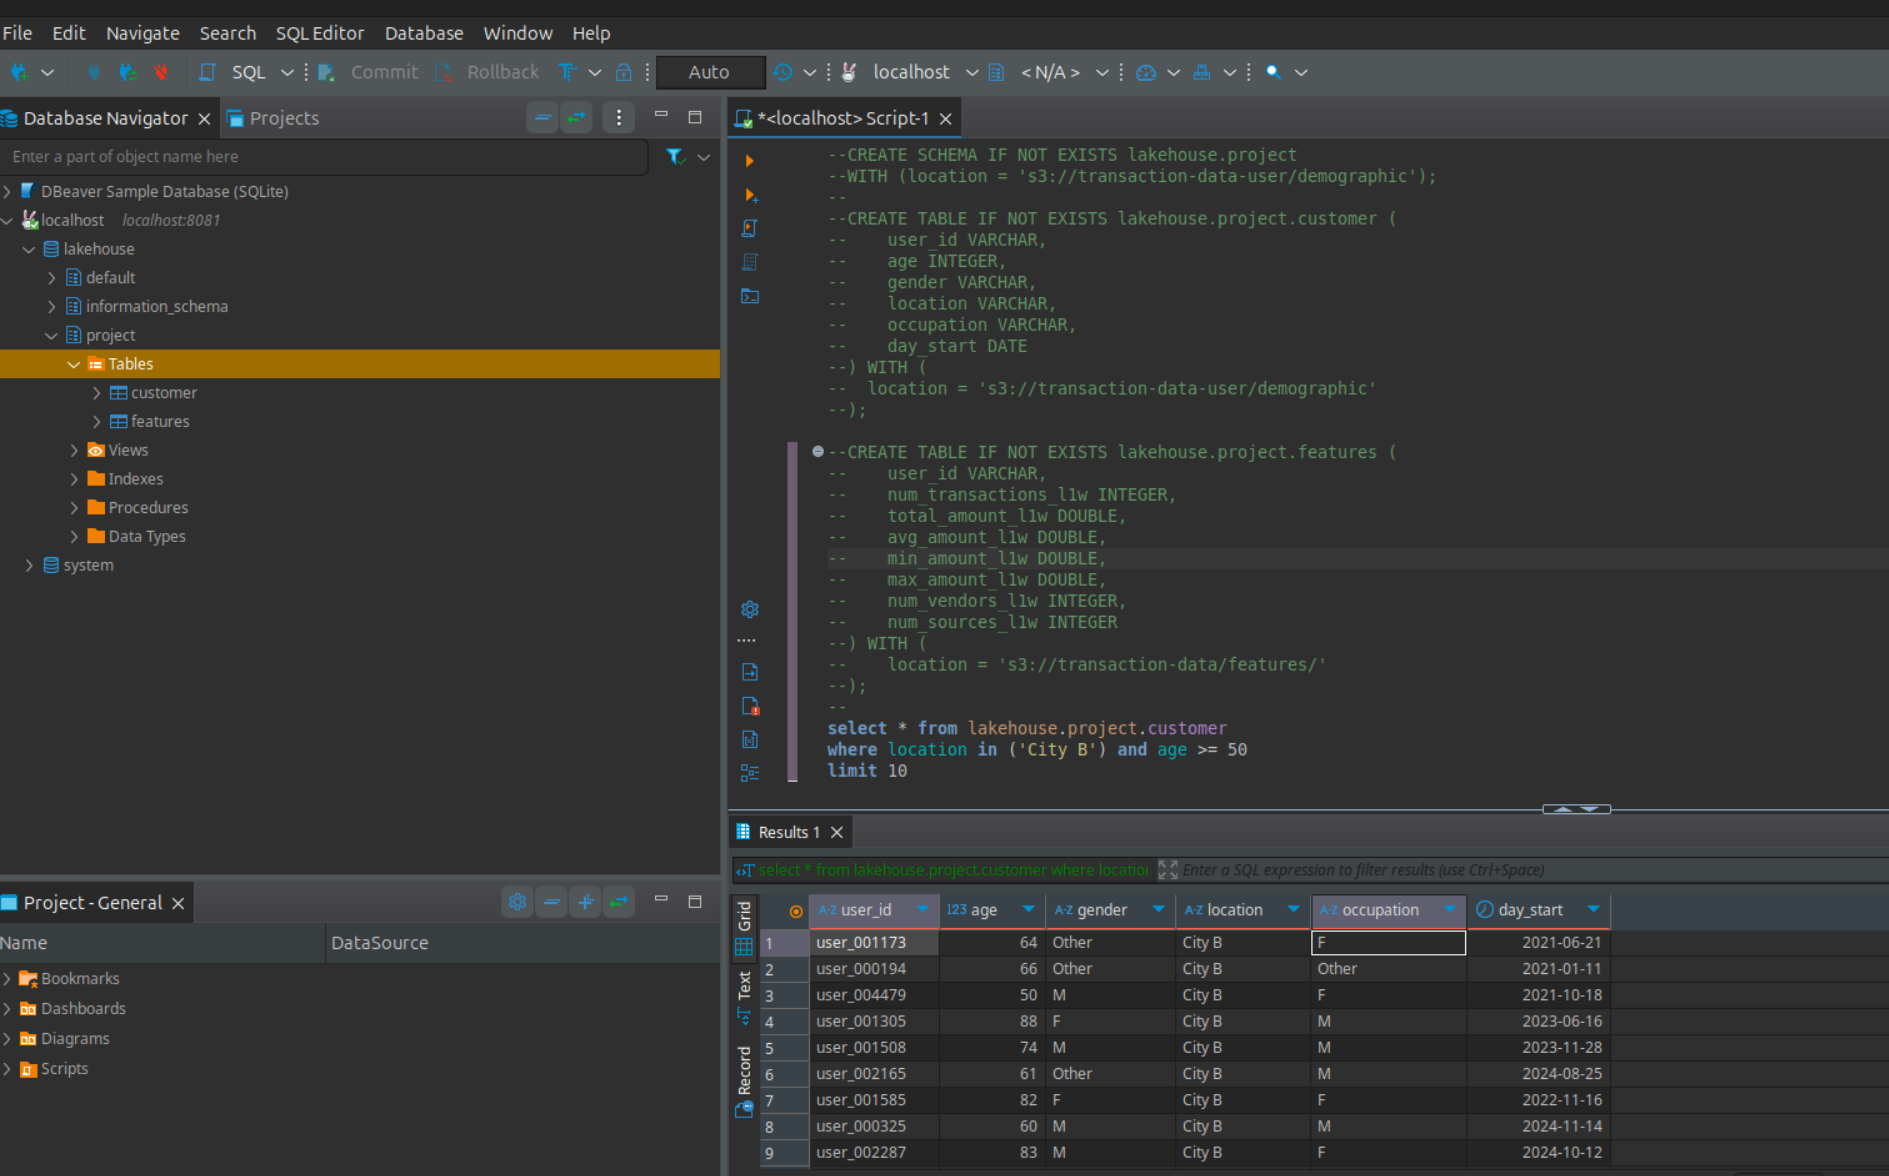 File Edit Navigate Search SQL Editor Database Window Help
SQL Commit Rollback Auto localhost < N/A >
Database Navigator Projects
Enter a part of object name here
DBeaver Sample Database (SQLite)
localhost localhost:8081
lakehouse
default
information_schema
project
Tables
customer
features
Views
Indexes
Procedures
Data Types
system
Project - General
Name DataSource
Bookmarks
Dashboards
Diagrams
Scripts
*<localhost> Script-1
--CREATE SCHEMA IF NOT EXISTS lakehouse.project
--WITH (location = 's3://transaction-data-user/demographic');
--
--CREATE TABLE IF NOT EXISTS lakehouse.project.customer (
--    user_id VARCHAR,
--    age INTEGER,
--    gender VARCHAR,
--    location VARCHAR,
--    occupation VARCHAR,
--    day_start DATE
--) WITH (
--  location = 's3://transaction-data-user/demographic'
--);
--CREATE TABLE IF NOT EXISTS lakehouse.project.features (
--    user_id VARCHAR,
--    num_transactions_l1w INTEGER,
--    total_amount_l1w DOUBLE,
--    avg_amount_l1w DOUBLE,
--    min_amount_l1w DOUBLE,
--    max_amount_l1w DOUBLE,
--    num_vendors_l1w INTEGER,
--    num_sources_l1w INTEGER
--) WITH (
--    location = 's3://transaction-data/features/'
--);
--
select * from lakehouse.project.customer
where location in ('City B') and age >= 50
limit 10
Results 1
select * from lakehouse.project.customer where location Enter a SQL expression to filter results (use Ctrl+Space)
Grid
Text
Record
A-Z user_id 123 age A-Z gender A-Z location A-Z occupation day_start
1 user_001173 64 Other City B F 2021-06-21
2 user_000194 66 Other City B Other 2021-01-11
3 user_004479 50 M City B F 2021-10-18
4 user_001305 88 F City B M 2023-06-16
5 user_001508 74 M City B M 2023-11-28
6 user_002165 61 Other City B M 2024-08-25
7 user_001585 82 F City B F 2022-11-16
8 user_000325 60 M City B M 2024-11-14
9 user_002287 83 M City B F 2024-10-12